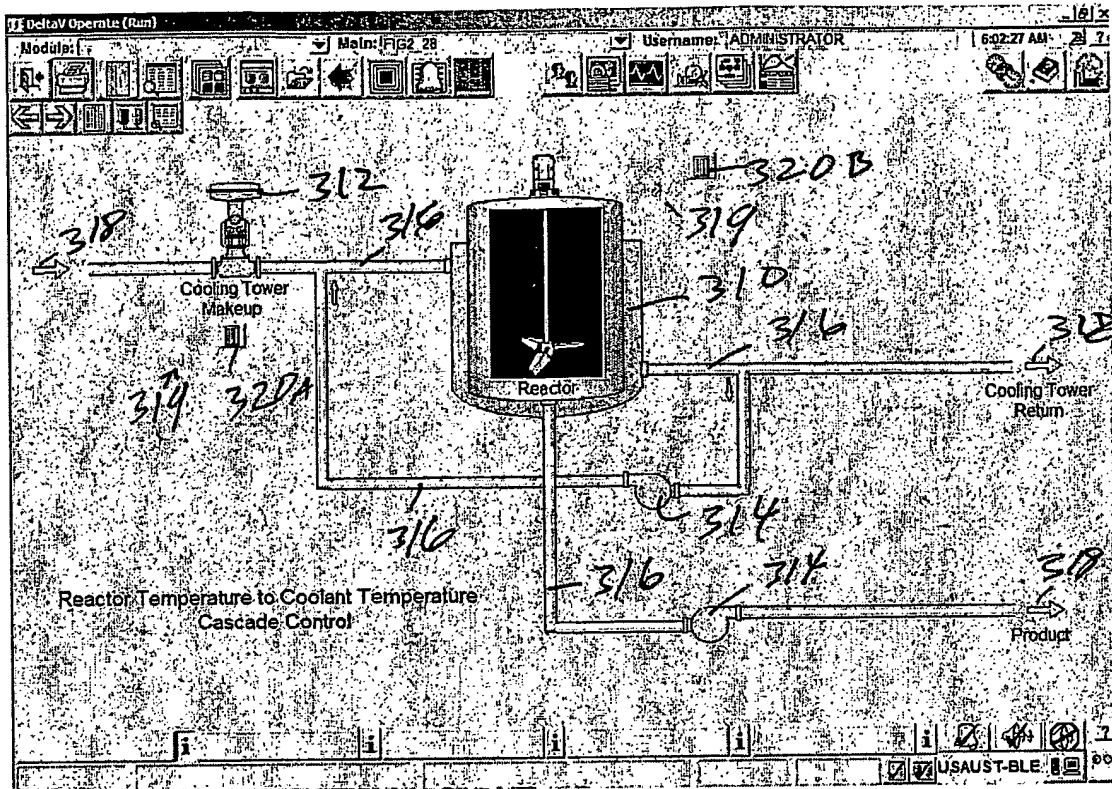 DeltaV Operate (Run)
Module: Main: FIG2_28 Username: ADMINISTRATOR 6:02:27 AM
312
320B
318
316
319
Cooling Tower
Makeup
310
316
319 320A
Reactor
Cooling Tower
Return
314
316
316 314 318
Reactor Temperature to Coolant Temperature
Cascade Control
Product
USAUST-BLE